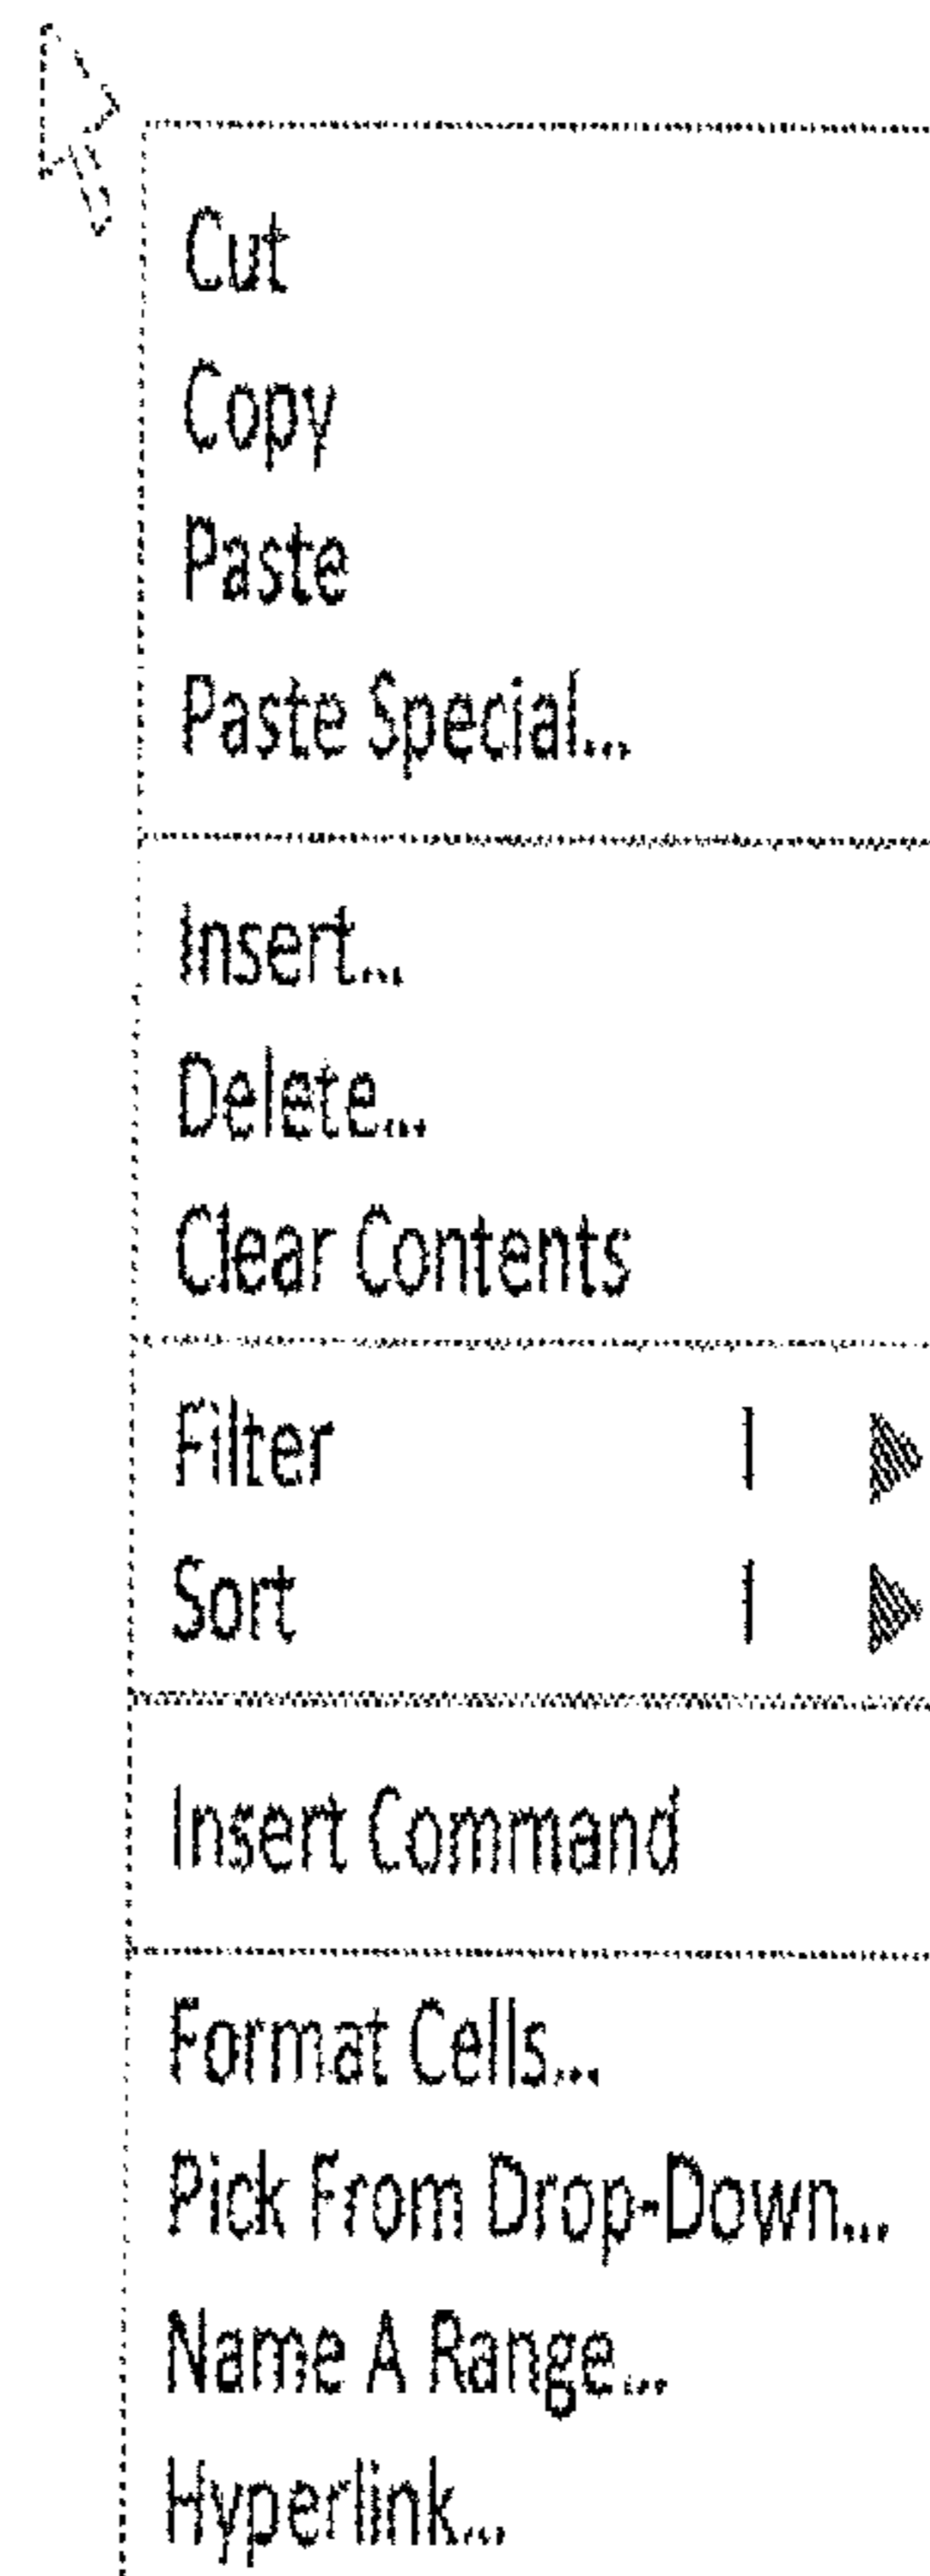 Cut
Copy
Paste
Paste Special...
Insert...
Delete...
Clear Contents
Filter
Sort
Insert Command
Format Cells...
Pick From Drop-Down...
Name A Range...
Hyperlink...